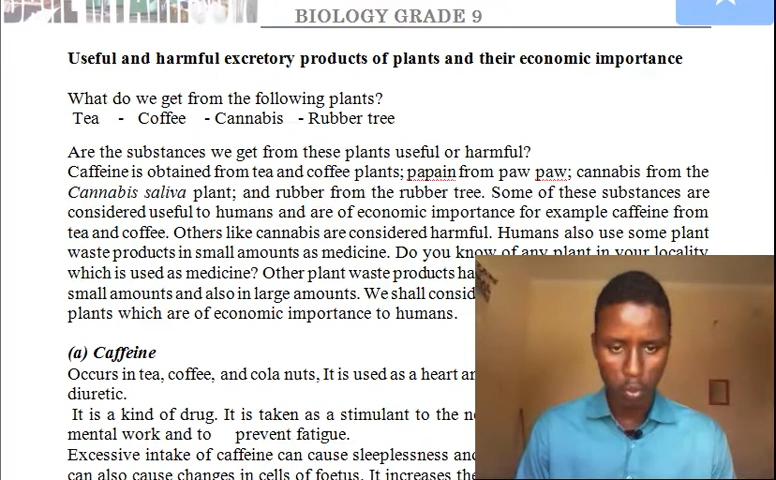 BIOLOGY GRADE 9
Useful and harmful excretory products of plants and their economic importance
What do we get from the following plants?
Tea - Coffee - Cannabis - Rubber tree
Are the substances we get from these plants useful or harmful?
Caffeine is obtained from tea and coffee plants; papain from paw paw; cannabis from the
Cannabis saliva plant; and rubber from the rubber tree. Some of these substances are
considered useful to humans and are of economic importance for example caffeine from
tea and coffee. Others like cannabis are considered harmful. Humans also use some plant
waste products in small amounts as medicine. Do you know of any plant in your locality
which is used as medicine? Other plant waste products
small amounts and also in large amounts. We shall
plants which are of economic importance to humans.
(a) Caffeine
Occurs in tea, coffee, and cola nuts, It is used as a heart
diuretic.
It is a kind of drug. It is taken as a stimulant to the
mental work and to prevent fatigue.
Excessive intake of caffeine can cause sleeplessness
can also cause changes in cells of foetus. It increases